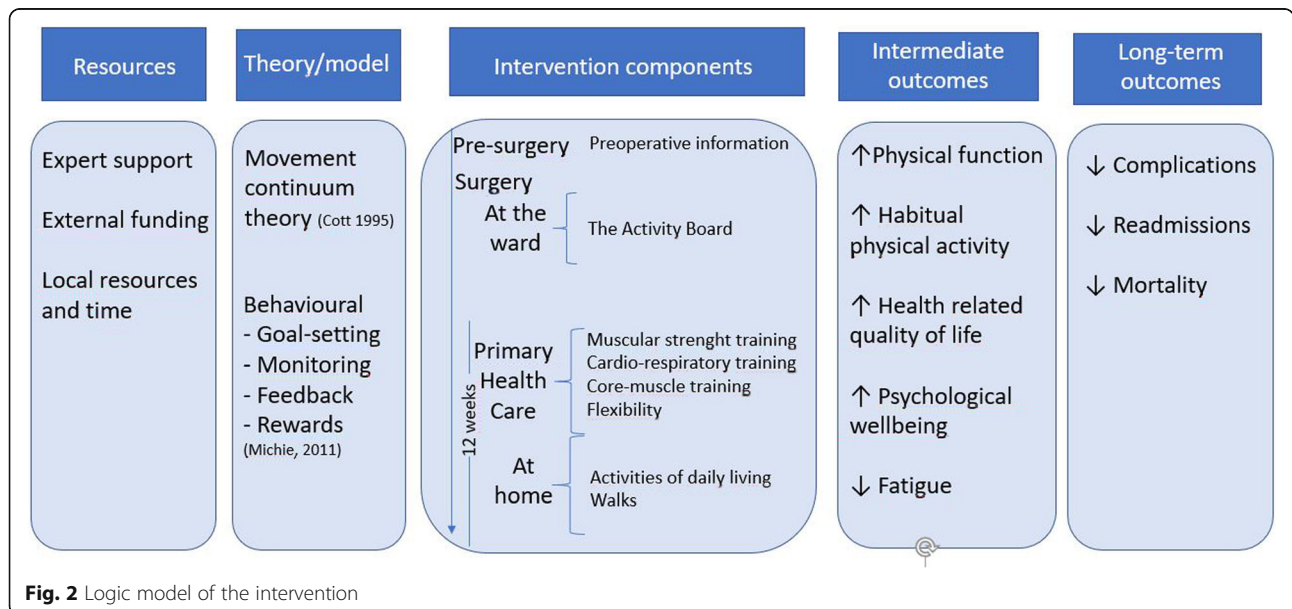 Resources
Theory/model
Intervention components
Intermediate
outcomes
Long-term
outcomes
Expert support
External funding
Local resources
and time
Movement
continuum
theory (Cott 1995)
Behavioural
- Goal-setting
- Monitoring
- Feedback
- Rewards
(Michie, 2011)
Pre-surgery Preoperative information
Surgery
At the
ward
The Activity Board
12 weeks
Primary
Health
Care
Muscular strenght training
Cardio-respiratory training
Core-muscle training
Flexibility
At
home
Activities of daily living
Walks
↑Physical function
↑ Habitual
physical activity
↑ Health related
quality of life
↑ Psychological
wellbeing
↓ Fatigue
↓ Complications
↓ Readmissions
↓ Mortality
Fig. 2 Logic model of the intervention